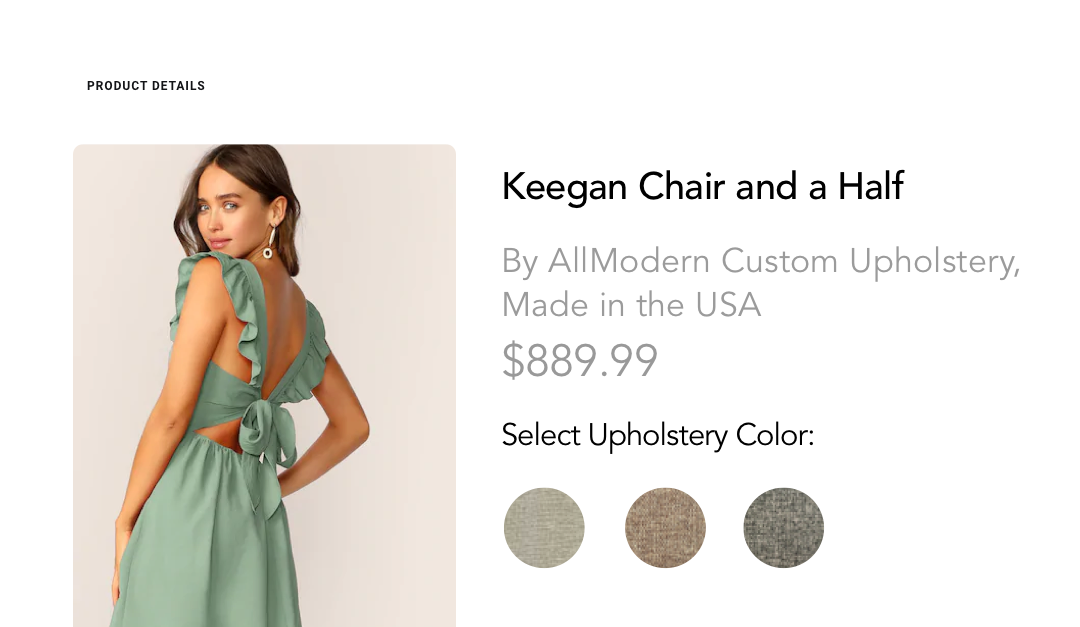 PRODUCT DETAILS
Keegan Chair and a Half
By AllModern Custom Upholstery,
Made in the USA
$889.99
Select Upholstery Color: